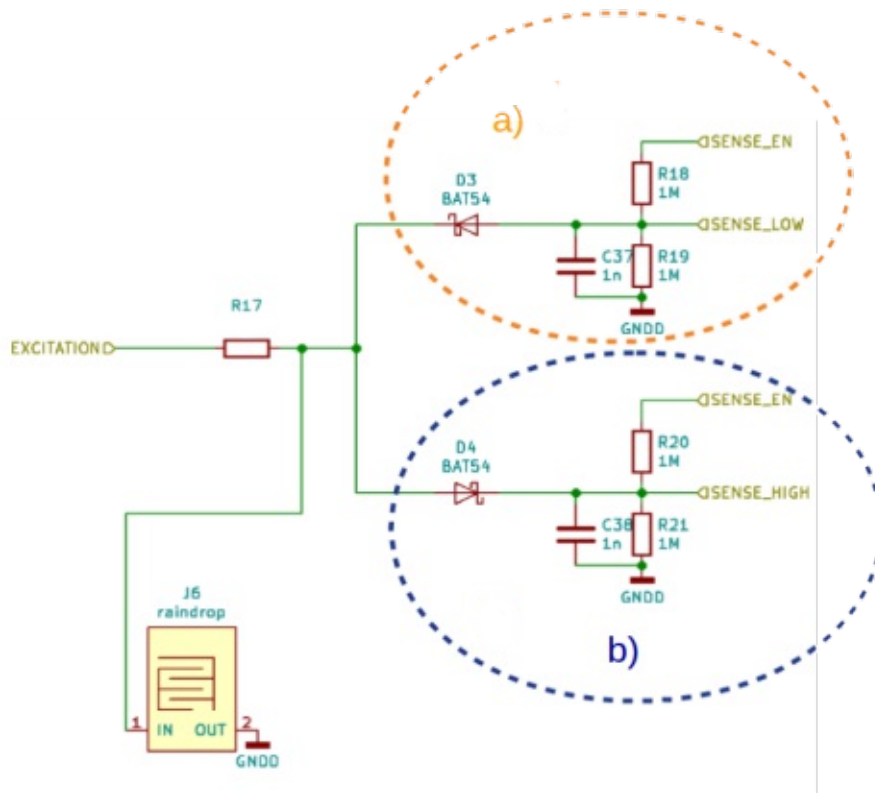 a)
SENSE_EN
D3
BAT54
R18
1M
SENSE_LOW
C37
1n
R19
1M
GNDD
R17
EXCITATION
SENSE_EN
D4
BAT54
R20
1M
SENSE_HIGH
C38
1n
R21
1M
GNDD
J6
raindrop
b)
1
IN
OUT
2
GNDD